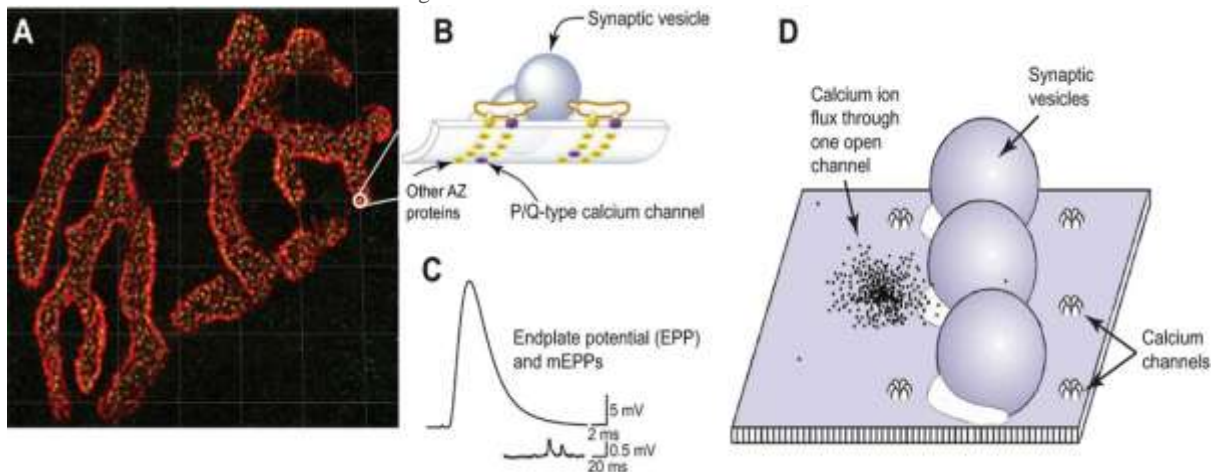 A
B
Synaptic vesicle
Other AZ
proteins
P/Q-type calcium channel
C
Endplate potential (EPP)
and mEPPs
5 mV
2 ms
0.5 mV
20 ms
D
Calcium ion
flux through
one open
channel
Synaptic
vesicles
Calcium
channels